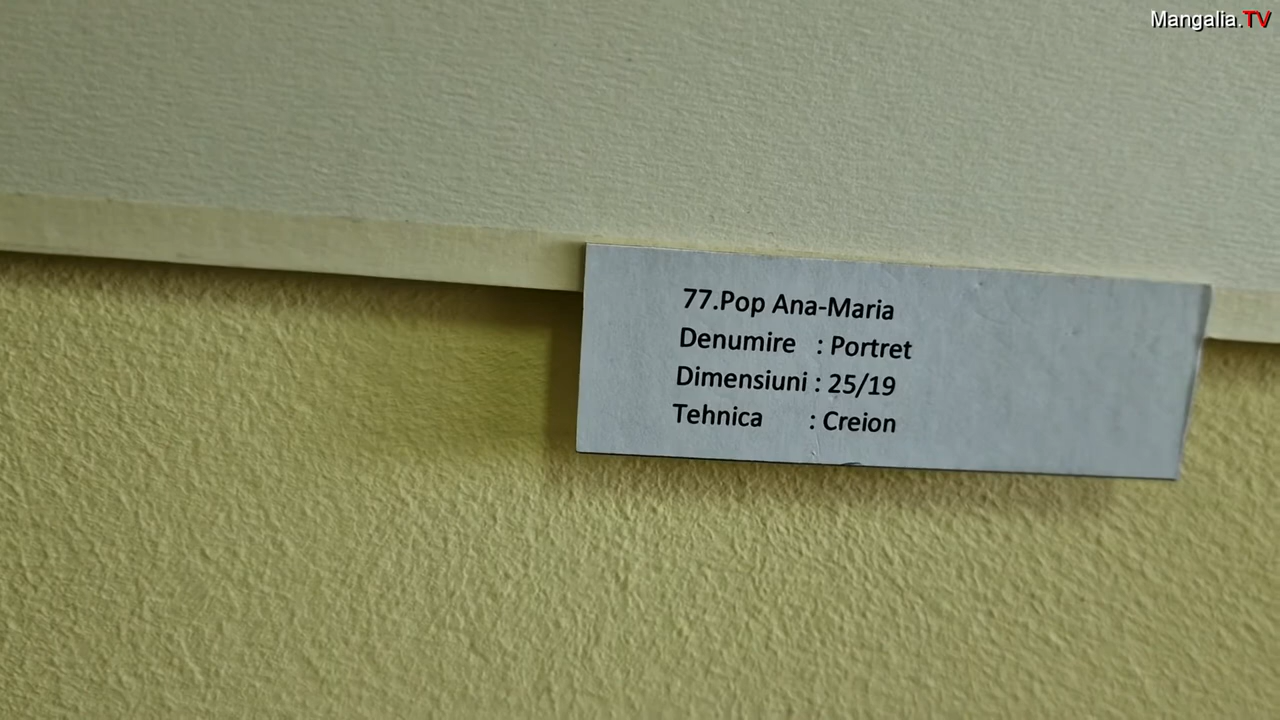 Mangalia.TV
77.Pop Ana-Maria
Denumire : Portret
Dimensiuni : 25/19
Tehnica : Creion